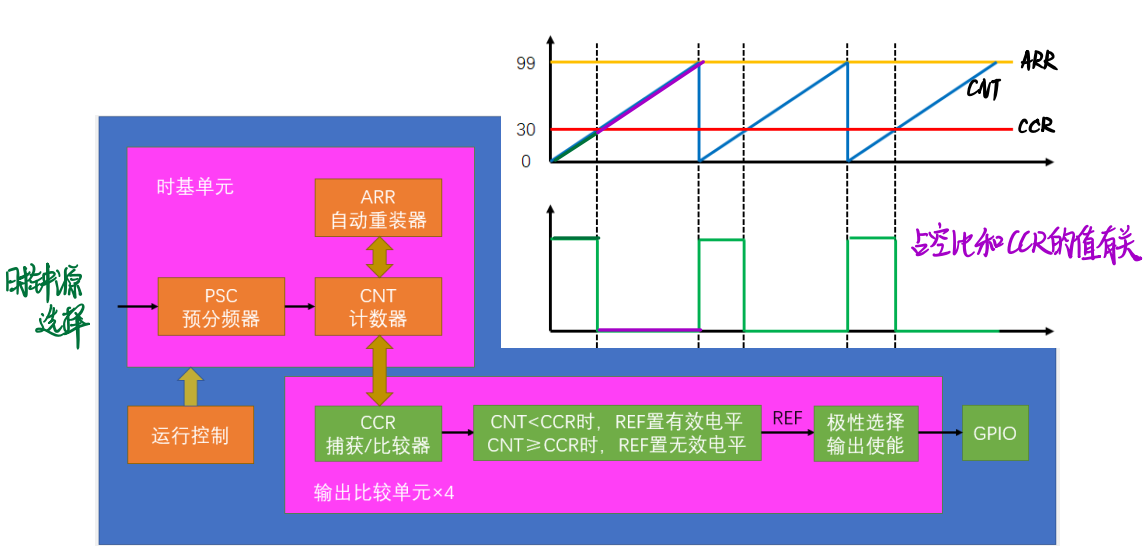 99
30
0
ARR
CNT
CCR
占空比和CCR的值有关
时基单元
ARR
自动重装器
时钟源
选择
PSC
预分频器
CNT
计数器
运行控制
CCR
捕获/比较器
CNT<CCR时，REF置有效电平
CNT≥CCR时，REF置无效电平
REF
极性选择
输出使能
GPIO
输出比较单元×4